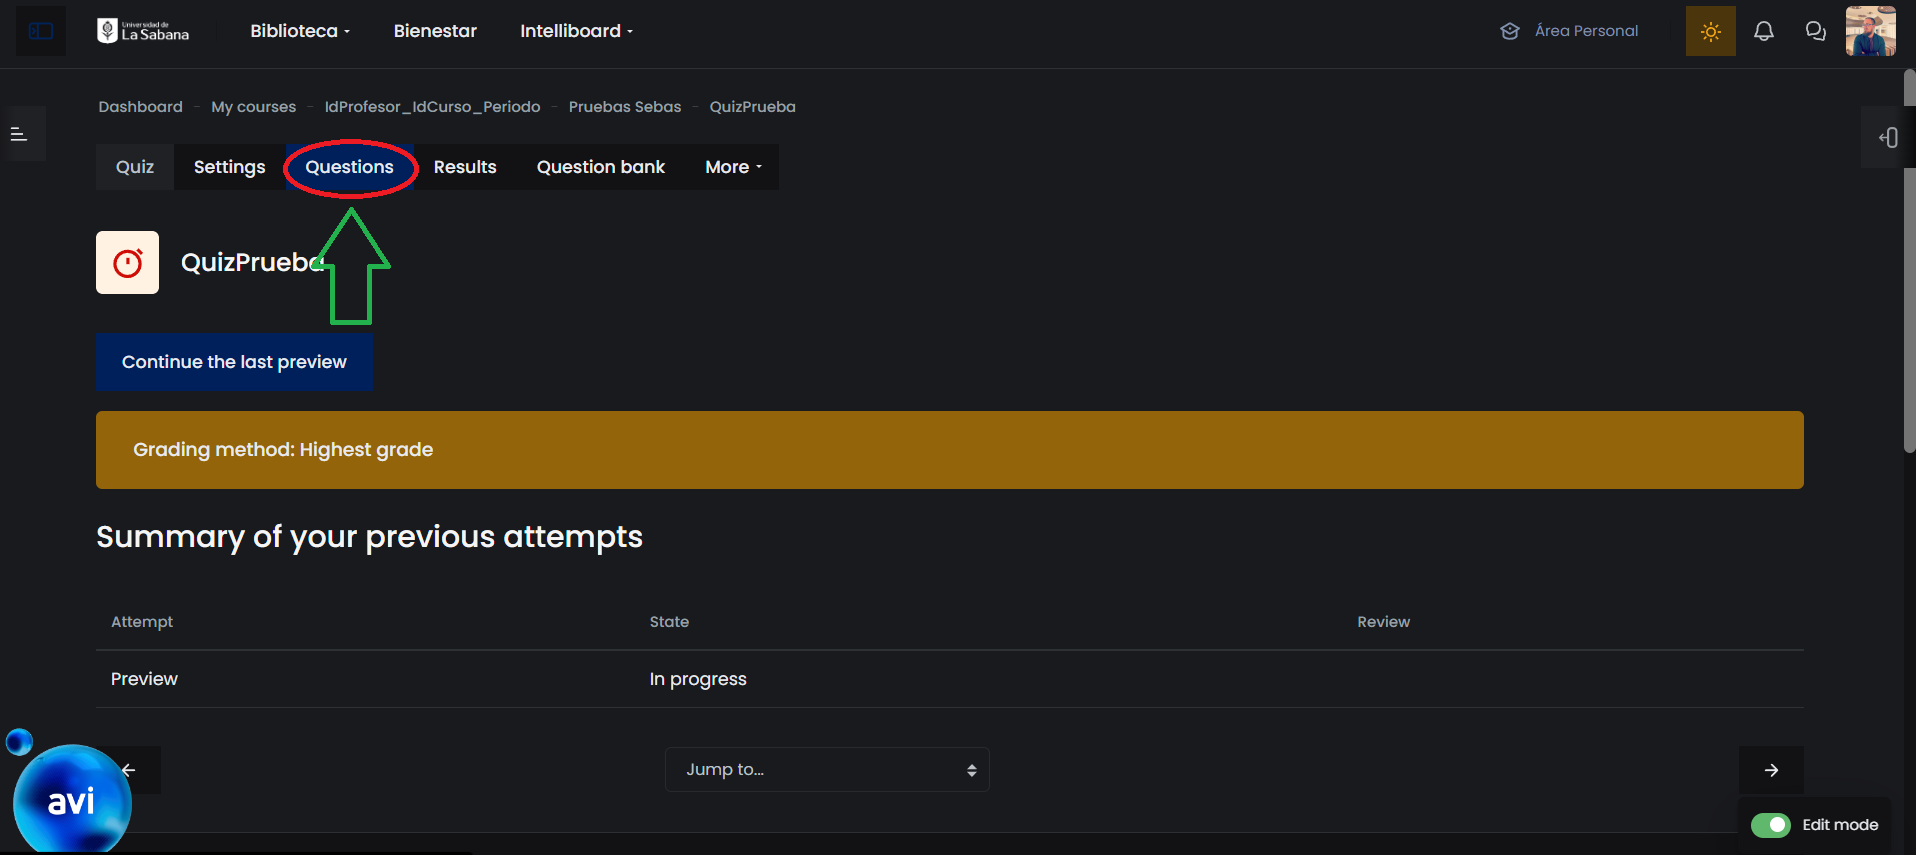 Universidad de
La Sabana
Biblioteca
Bienestar
Intelliboard
Área Personal
Dashboard - My courses - IdProfesor_IdCurso_Periodo - Pruebas Sebas - QuizPrueba
Quiz
Settings
Questions
Results
Question bank
More
QuizPrueba
Continue the last preview
Grading method: Highest grade
Summary of your previous attempts
Attempt State Review
Preview In progress
Jump to...
avi
Edit mode